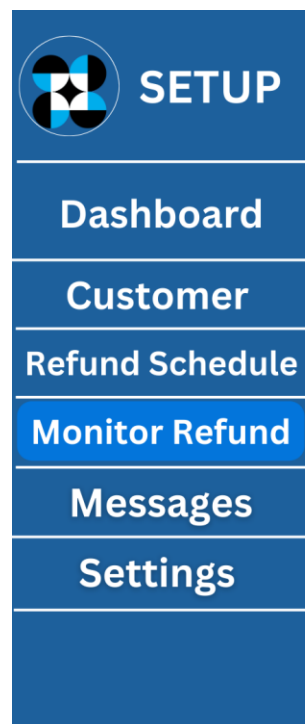 SETUP
Dashboard
Customer
Refund Schedule
Monitor Refund
Messages
Settings